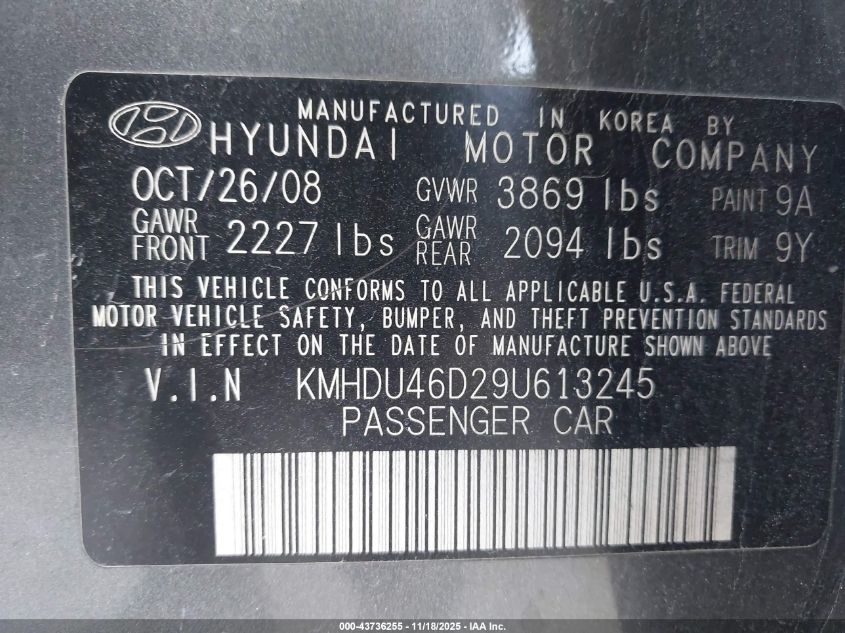 MANUFACTURED IN KOREA BY
HYUNDAI MOTOR COMPANY
OCT/26/08 GVWR 3869 lbs PAINT 9A
GAWR FRONT 2227 lbs GAWR REAR 2094 lbs TRIM 9Y
THIS VEHICLE CONFORMS TO ALL APPLICABLE U.S.A. FEDERAL
MOTOR VEHICLE SAFETY, BUMPER, AND THEFT PREVENTION STANDARDS
IN EFFECT ON THE DATE OF MANUFACTURE SHOWN ABOVE
V.I.N KMHDU46D29U613245
PASSENGER CAR
000-43736255 - 11/18/2025 - IAA Inc.